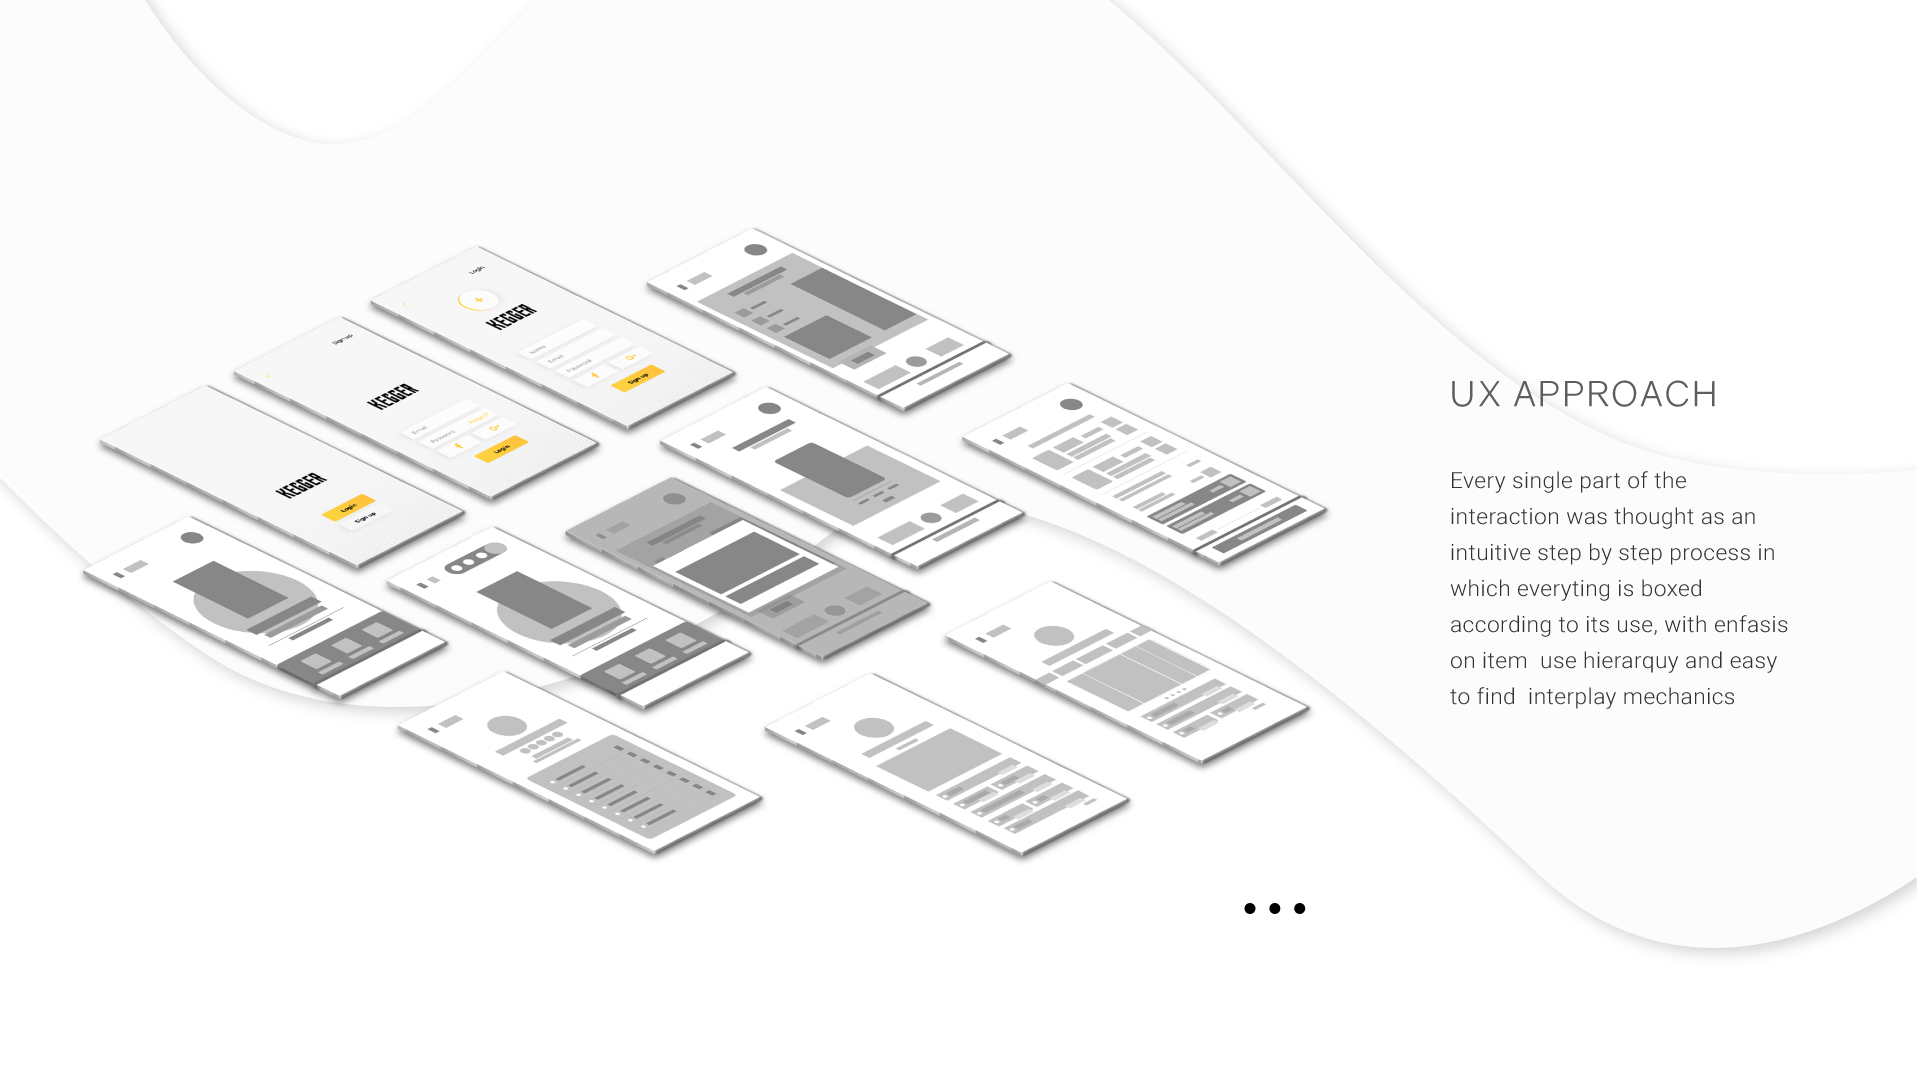 Login
KEGGER
Name
Email
Password
G+
Sign up
Sign up
KEGGER
Email
Password
Forgot?
G+
Login
KEGGER
Login
Sign up
UX APPROACH
Every single part of the
interaction was thought as an
intuitive step by step process in
which everyting is boxed
according to its use, with enfasis
on item  use hierarquy and easy
to find  interplay mechanics